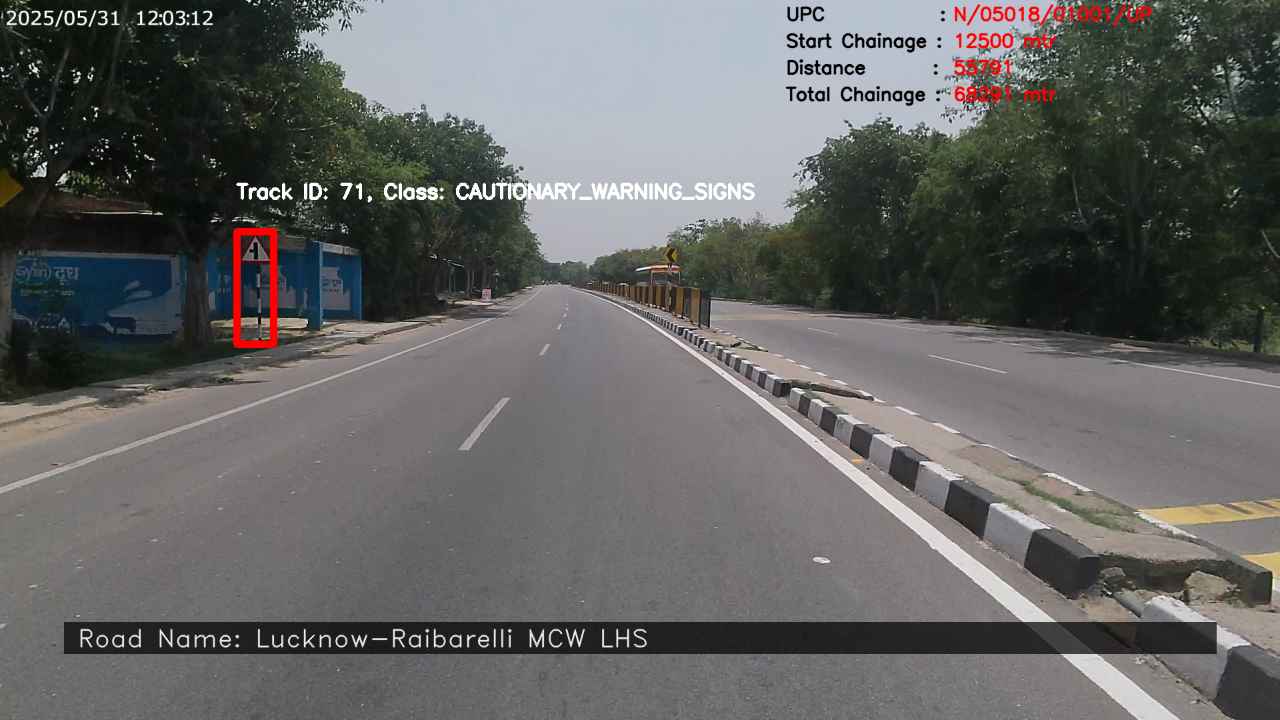 2025/05/31 12:03:12
UPC : N/05018/01001/UP
Start Chainage : 12500 mtr
Distance : 55791
Total Chainage : 68291 mtr
Track ID: 71, Class: CAUTIONARY_WARNING_SIGNS
दूध
Road Name: Lucknow-Raibarelli MCW LHS